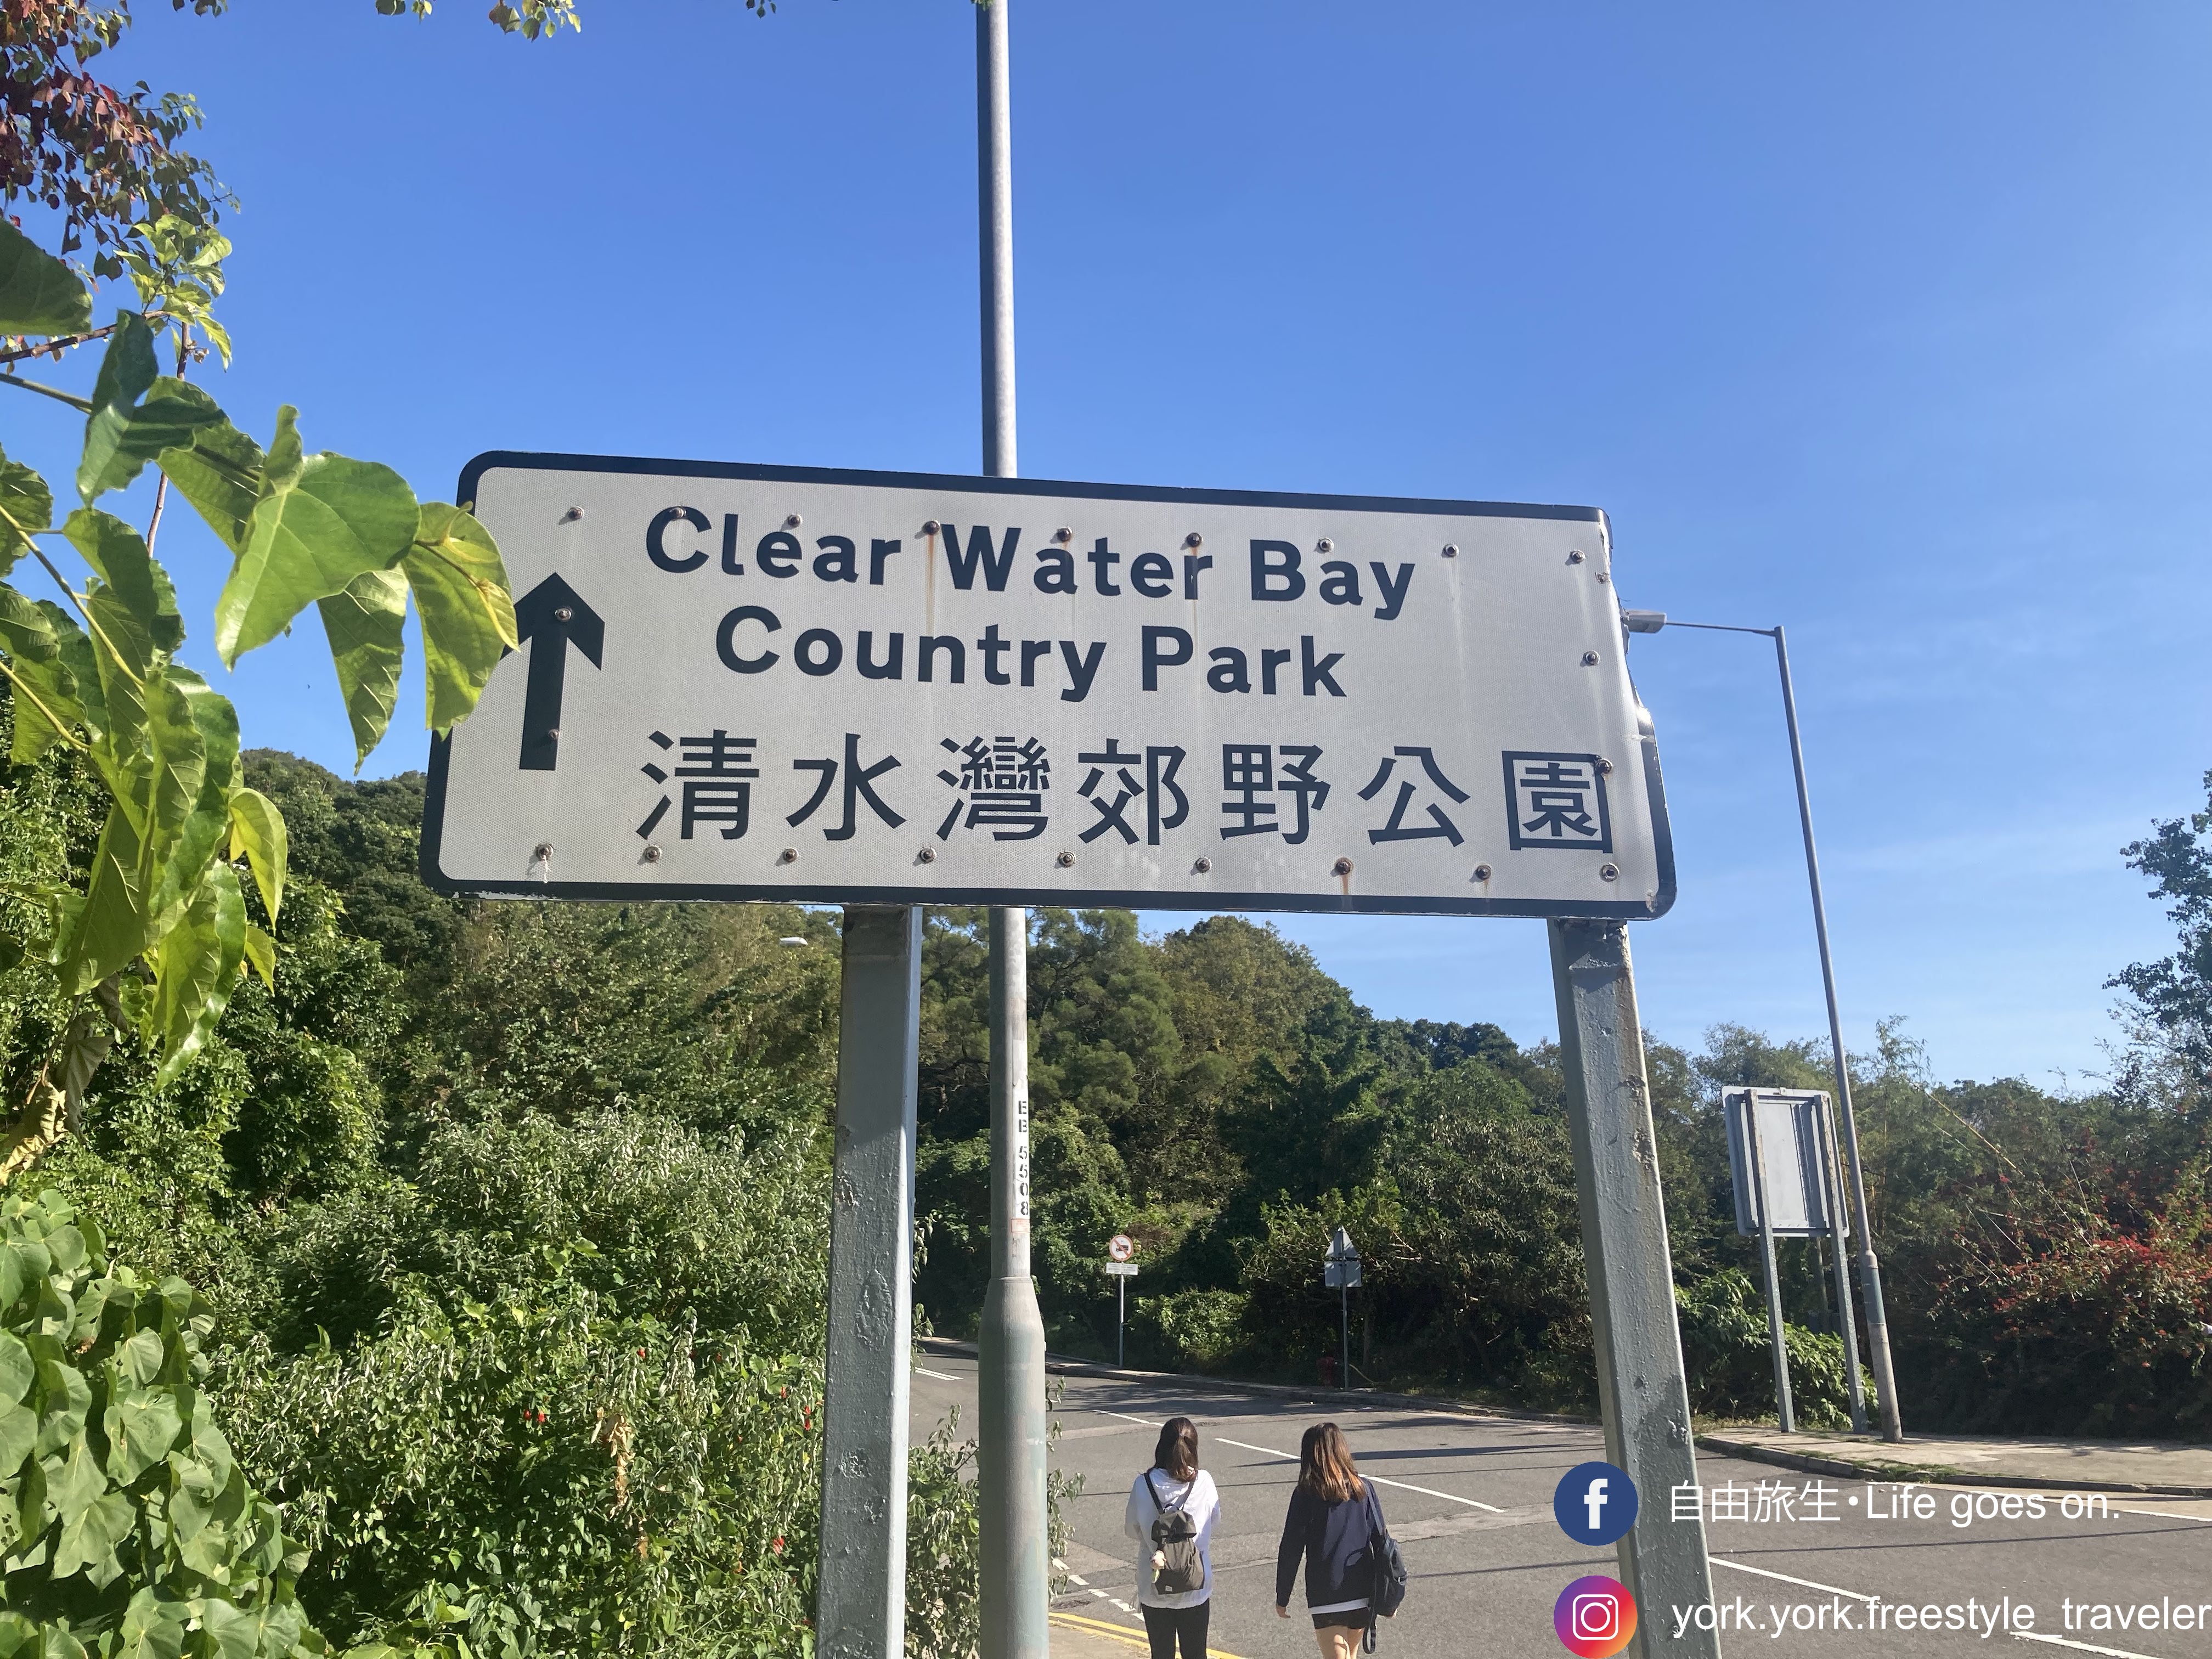 Clear Water Bay
Country Park
清水灣郊野公園
EB5508
自由旅生•Life goes on.
york.york.freestyle_traveler